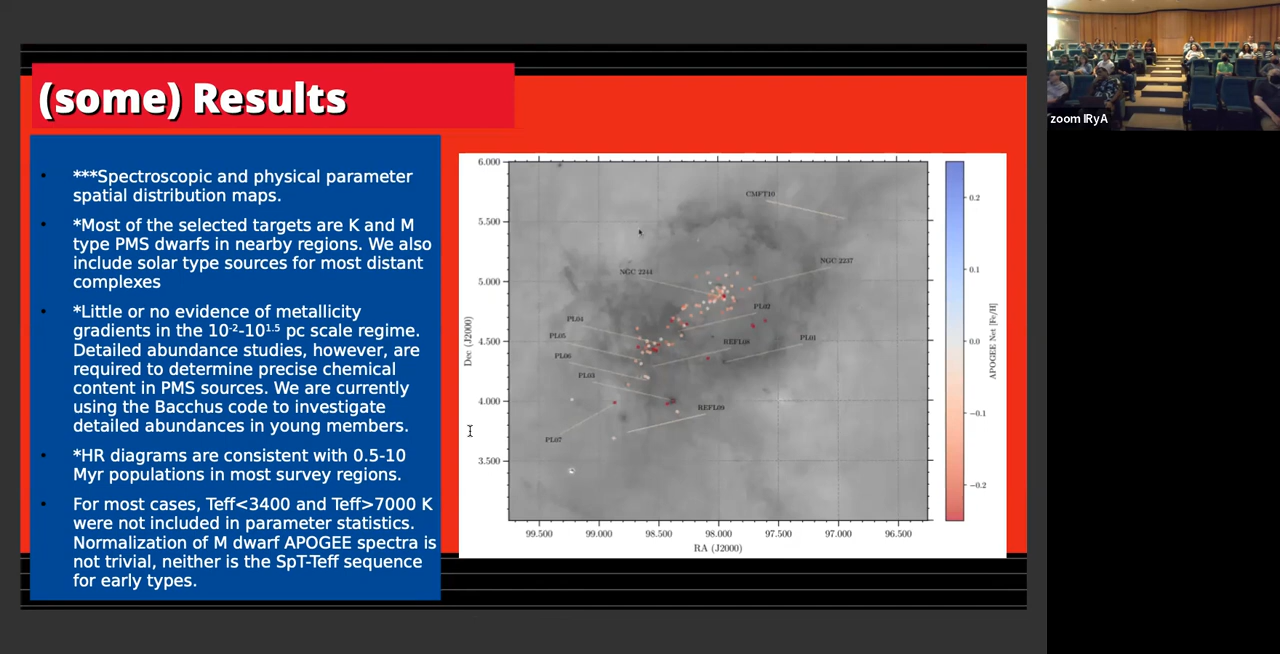 (some) Results
zoom IRyA
***Spectroscopic and physical parameter
spatial distribution maps.
*Most of the selected targets are K and M
type PMS dwarfs in nearby regions. We also
include solar type sources for most distant
complexes
*Little or no evidence of metallicity
gradients in the 10-2-101.5 pc scale regime.
Detailed abundance studies, however, are
required to determine precise chemical
content in PMS sources. We are currently
using the Bacchus code to investigate
detailed abundances in young members.
*HR diagrams are consistent with 0.5-10
Myr populations in most survey regions.
For most cases, Teff<3400 and Teff>7000 K
were not included in parameter statistics.
Normalization of M dwarf APOGEE spectra is
not trivial, neither is the SpT-Teff sequence
for early types.
6.000
5.500
5.000
4.500
4.000
3.500
Dec (J2000)
CMFT10
NGC 2244
NGC 2237
PL02
PL04
PL05
PL06
PL03
REFL08
PL01
REFL09
PL07
99.500 99.000 98.500 98.000 97.500 97.000 96.500
RA (J2000)
0.2
0.1
0.0
−0.1
−0.2
APOGEE Net [Fe/H]